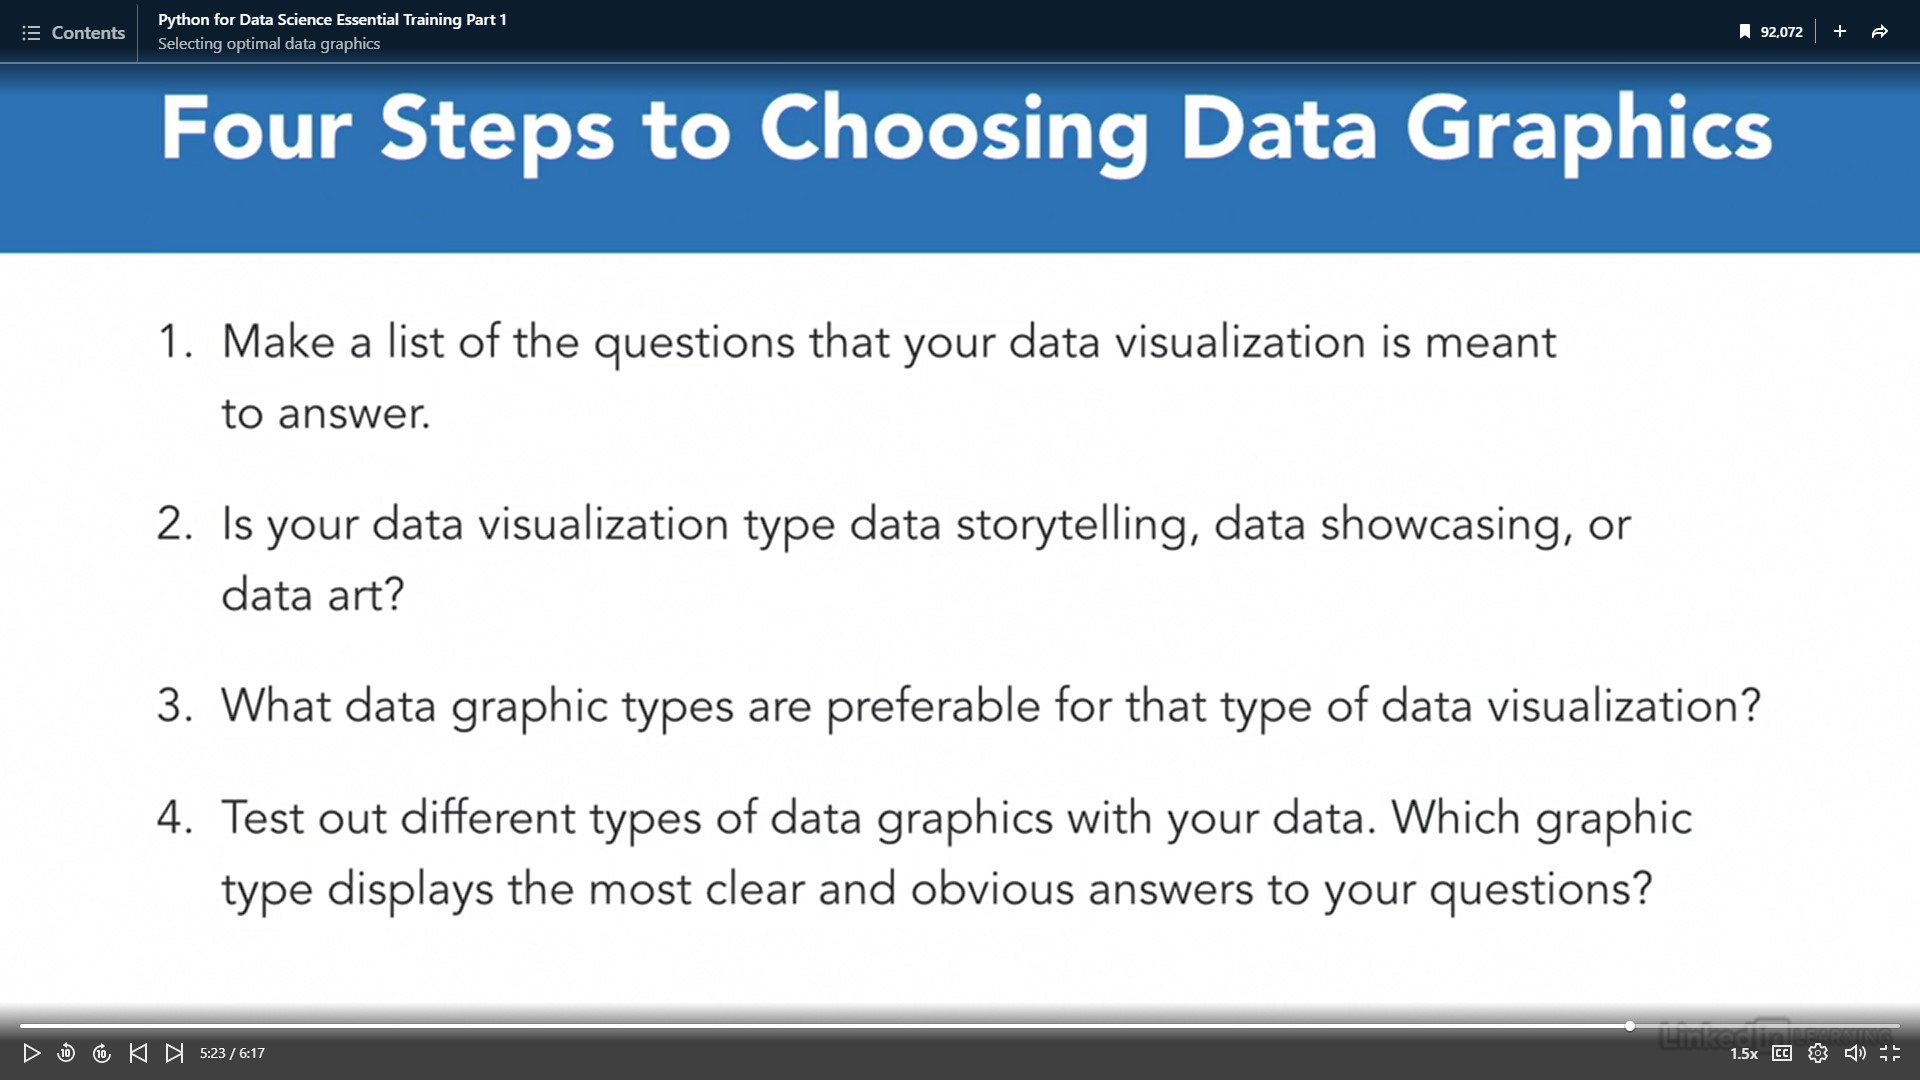 Contents
Python for Data Science Essential Training Part 1
Selecting optimal data graphics
92,072
Four Steps to Choosing Data Graphics
1. Make a list of the questions that your data visualization is meant
to answer.
2. Is your data visualization type data storytelling, data showcasing, or
data art?
3. What data graphic types are preferable for that type of data visualization?
4. Test out different types of data graphics with your data. Which graphic
type displays the most clear and obvious answers to your questions?
LinkedIn LEARNING
10
10
5:23 / 6:17
1.5x
CC